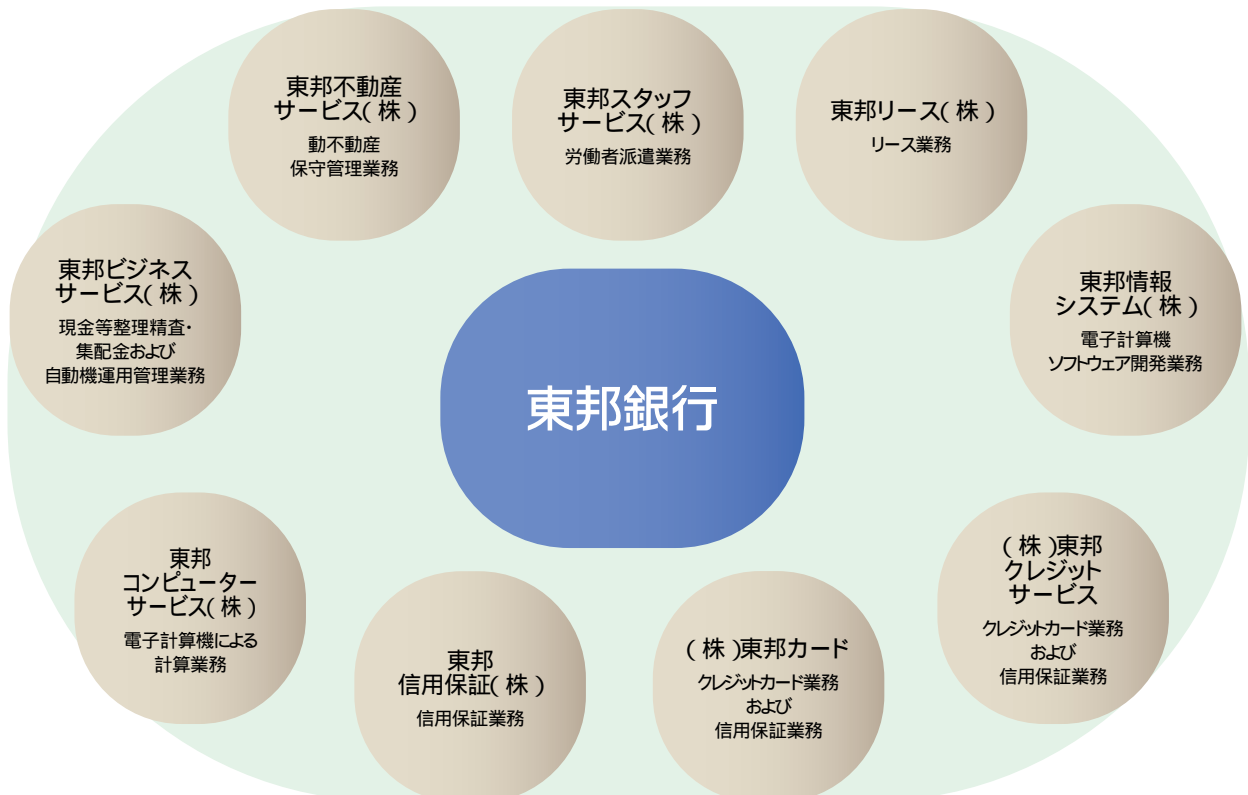 東邦不動産
サービス(株)
動不動産
保守管理業務
東邦スタッフ
サービス(株)
労働者派遣業務
東邦リース(株)
リース業務
東邦ビジネス
サービス(株)
現金等整理精査・
集配金および
自動機運用管理業務
東邦情報
システム(株)
電子計算機
ソフトウェア開発業務
東邦銀行
東邦
コンピューター
サービス(株)
電子計算機による
計算業務
東邦
信用保証(株)
信用保証業務
(株)東邦カード
クレジットカード業務
および
信用保証業務
(株)東邦
クレジット
サービス
クレジットカード業務
および
信用保証業務